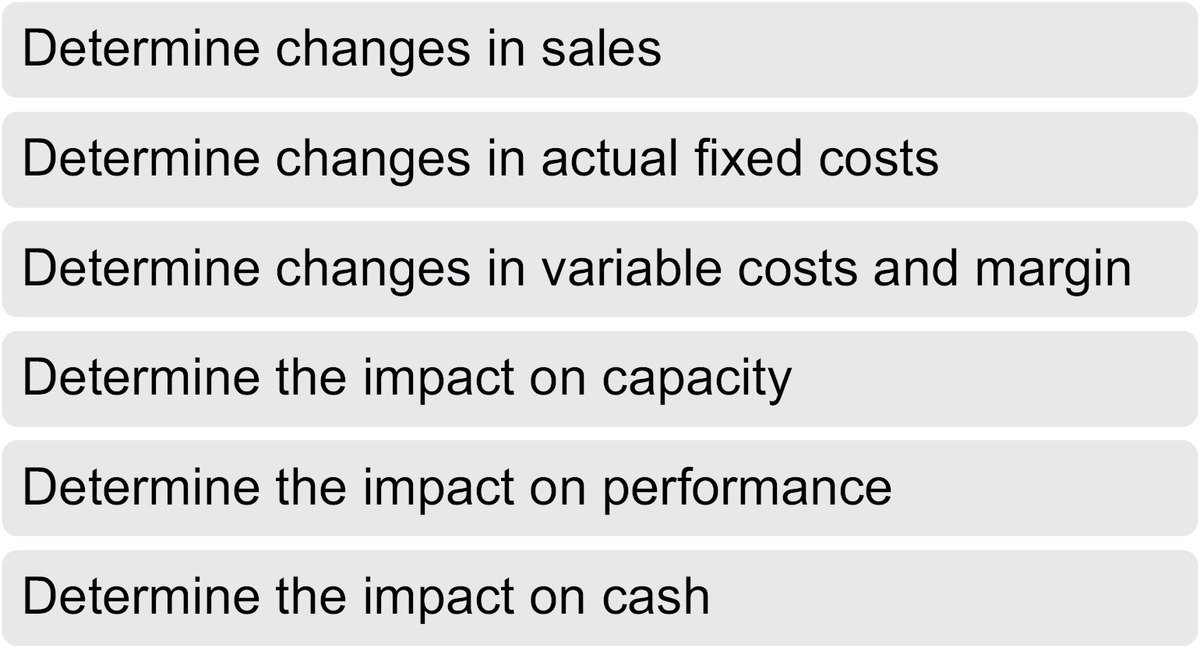 Determine changes in sales
Determine changes in actual fixed costs
Determine changes in variable costs and margin
Determine the impact on capacity
Determine the impact on performance
Determine the impact on cash